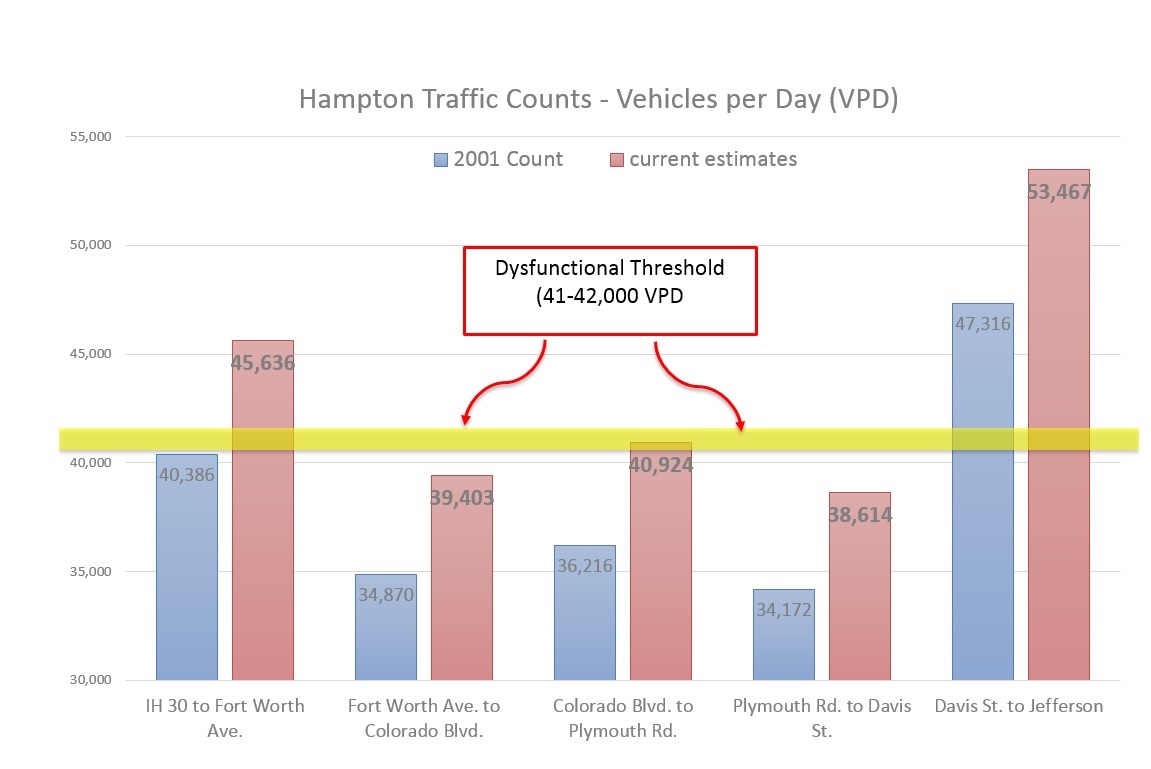 Hampton Traffic Counts - Vehicles per Day (VPD)
55,000
2001 Count
current estimates
53,467
50,000
Dysfunctional Threshold
(41-42,000 VPD
47,316
45,000
45,636
40,000
40,386
39,403
40,924
38,614
35,000
34,870
36,216
34,172
30,000
IH 30 to Fort Worth
Ave.
Fort Worth Ave. to
Colorado Blvd.
Colorado Blvd. to
Plymouth Rd.
Plymouth Rd. to Davis
St.
Davis St. to Jefferson